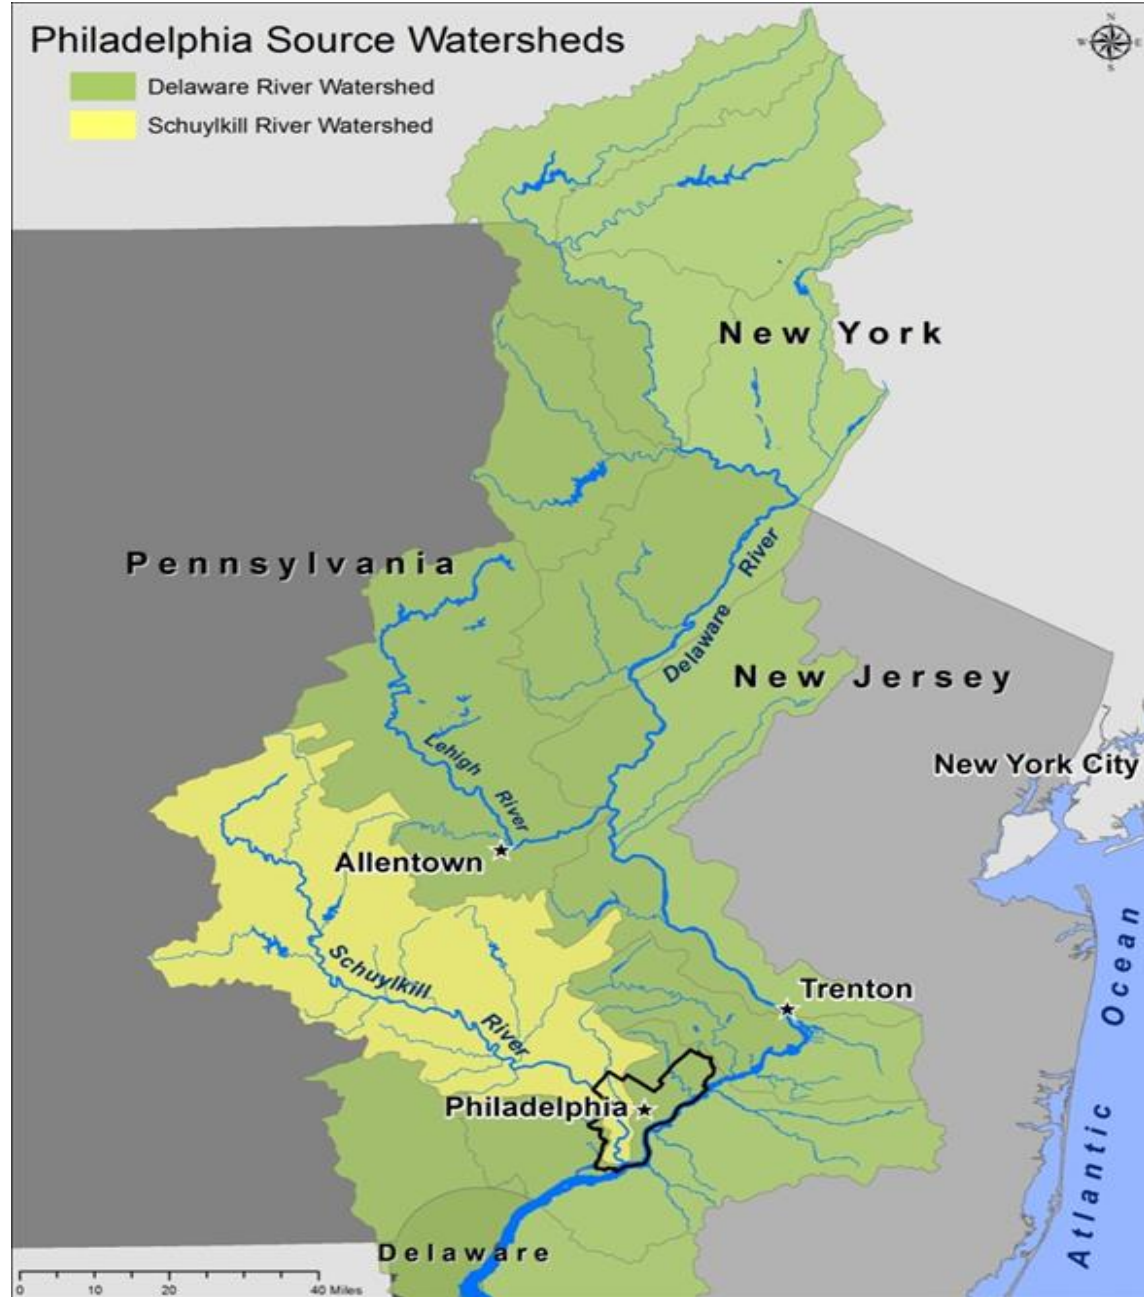 Philadelphia Source Watersheds
Delaware River Watershed
Schuylkill River Watershed
N
W E
S
New York
Pennsylvania
Delaware River
New Jersey
New York City
Lehigh River
Allentown
Schuylkill River
Trenton
Philadelphia
Atlantic Ocean
Delaware
0 10 20 40 Miles